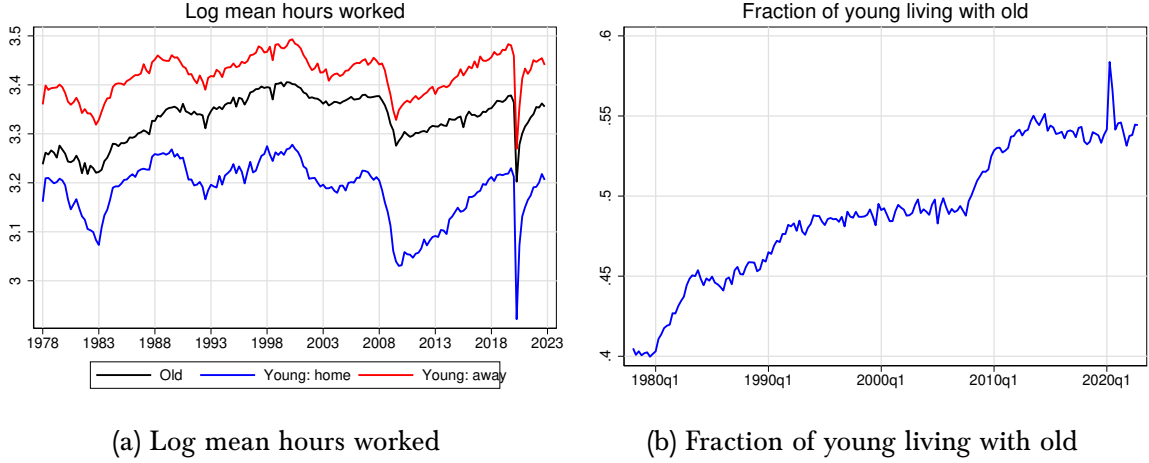 Log mean hours worked
3.5
3.4
3.3
3.2
3.1
3
1978 1983 1988 1993 1998 2003 2008 2013 2018 2023
Old Young: home Young: away
(a) Log mean hours worked
Fraction of young living with old
.6
.55
.5
.45
.4
1980q1 1990q1 2000q1 2010q1 2020q1
(b) Fraction of young living with old